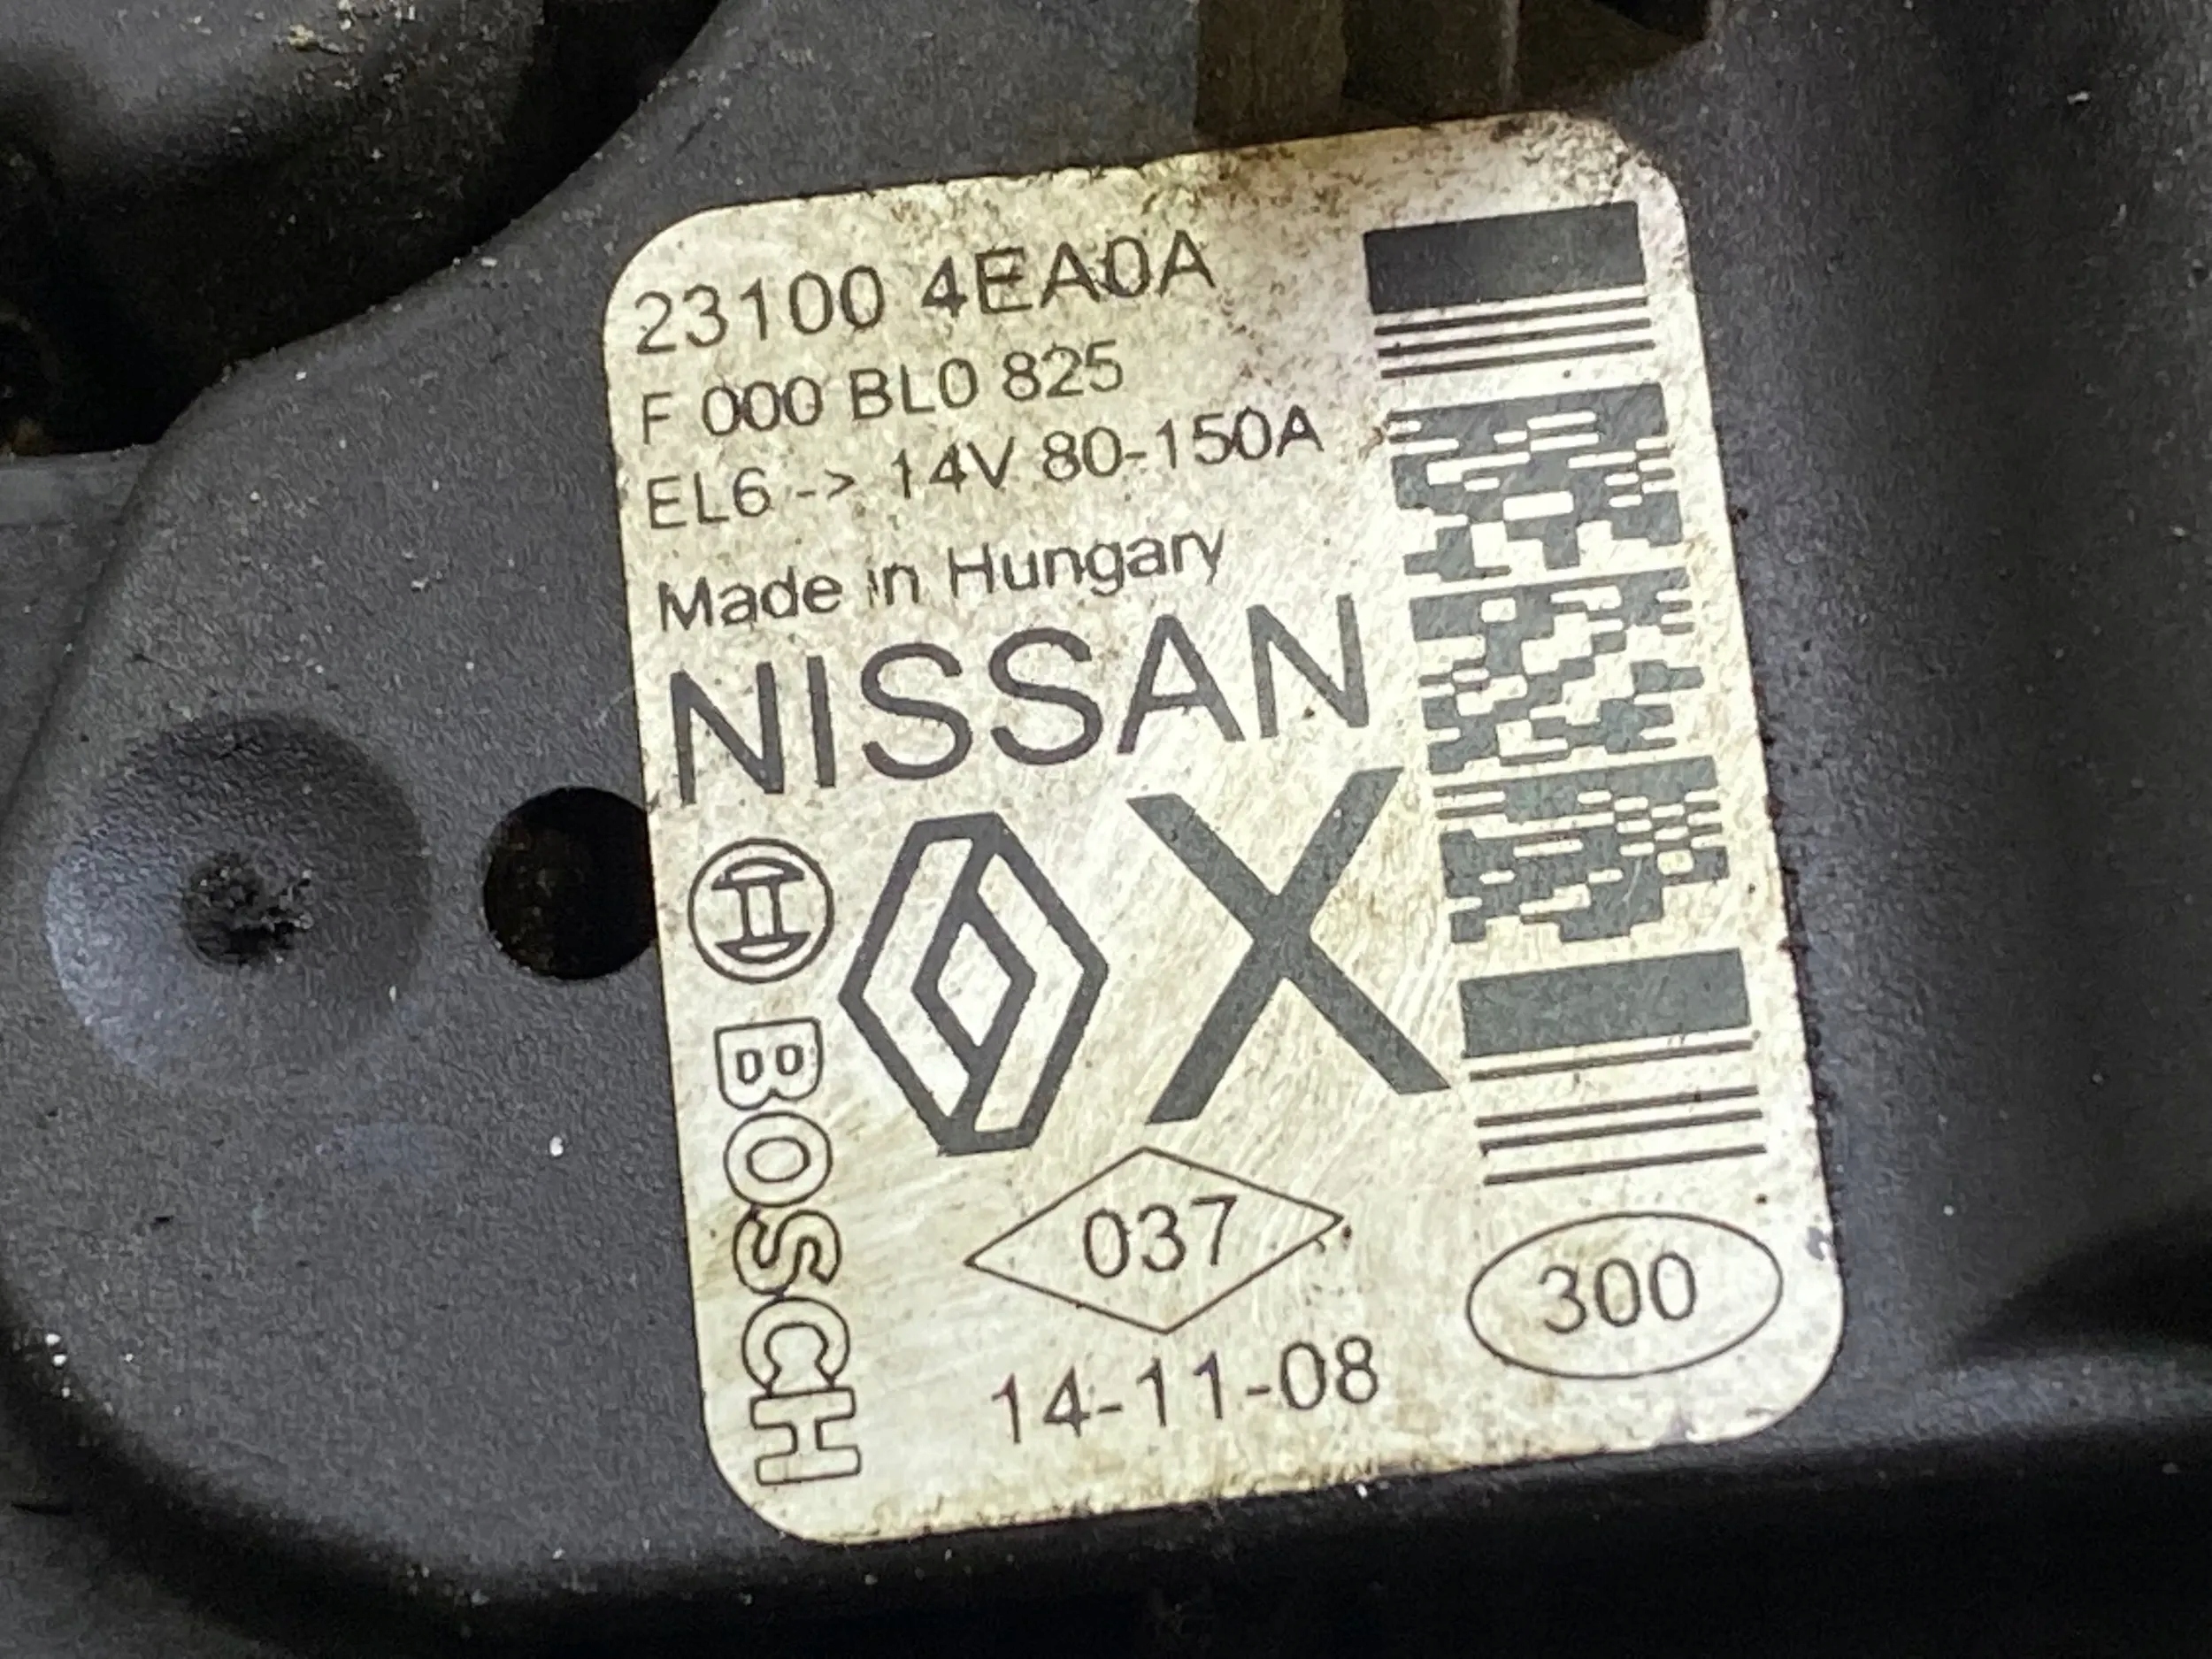 23100 4EA0A
F 000 BL0 825
EL6 -> 14V 80-150A
Made in Hungary
NISSAN
X
BOSCH
037
300
14-11-08